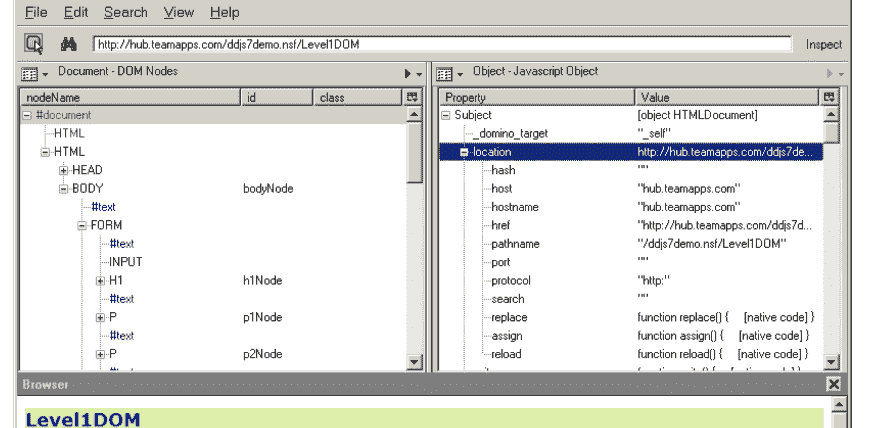 File Edit Search View Help
http://hub.teamapps.com/ddjs7demo.nsf/Level1DOM Inspect
Document - DOM Nodes
nodeName id class
#document
HTML
HTML
HEAD
BODY bodyNode
#text
FORM
#text
INPUT
H1 h1Node
#text
P p1Node
#text
P p2Node
Object - Javascript Object
Property Value
Subject [object HTMLDocument]
_domino_target "_self"
location http://hub.teamapps.com/ddjs7de...
hash ""
host "hub.teamapps.com"
hostname "hub.teamapps.com"
href "http://hub.teamapps.com/ddjs7d...
pathname "/ddjs7demo.nsf/Level1DOM"
port ""
protocol "http:"
search ""
replace function replace() { [native code] }
assign function assign() { [native code] }
reload function reload() { [native code] }
Browser
Level1DOM